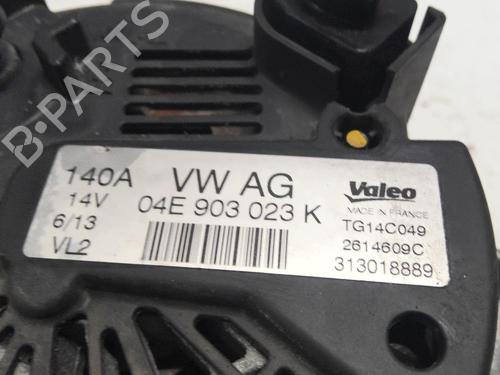 B-PARTS
140A VW AG
14V 04E 903 023 K
6/13
VL2
Valeo
MADE IN FRANCE
TG14C049
2614609C
313018889